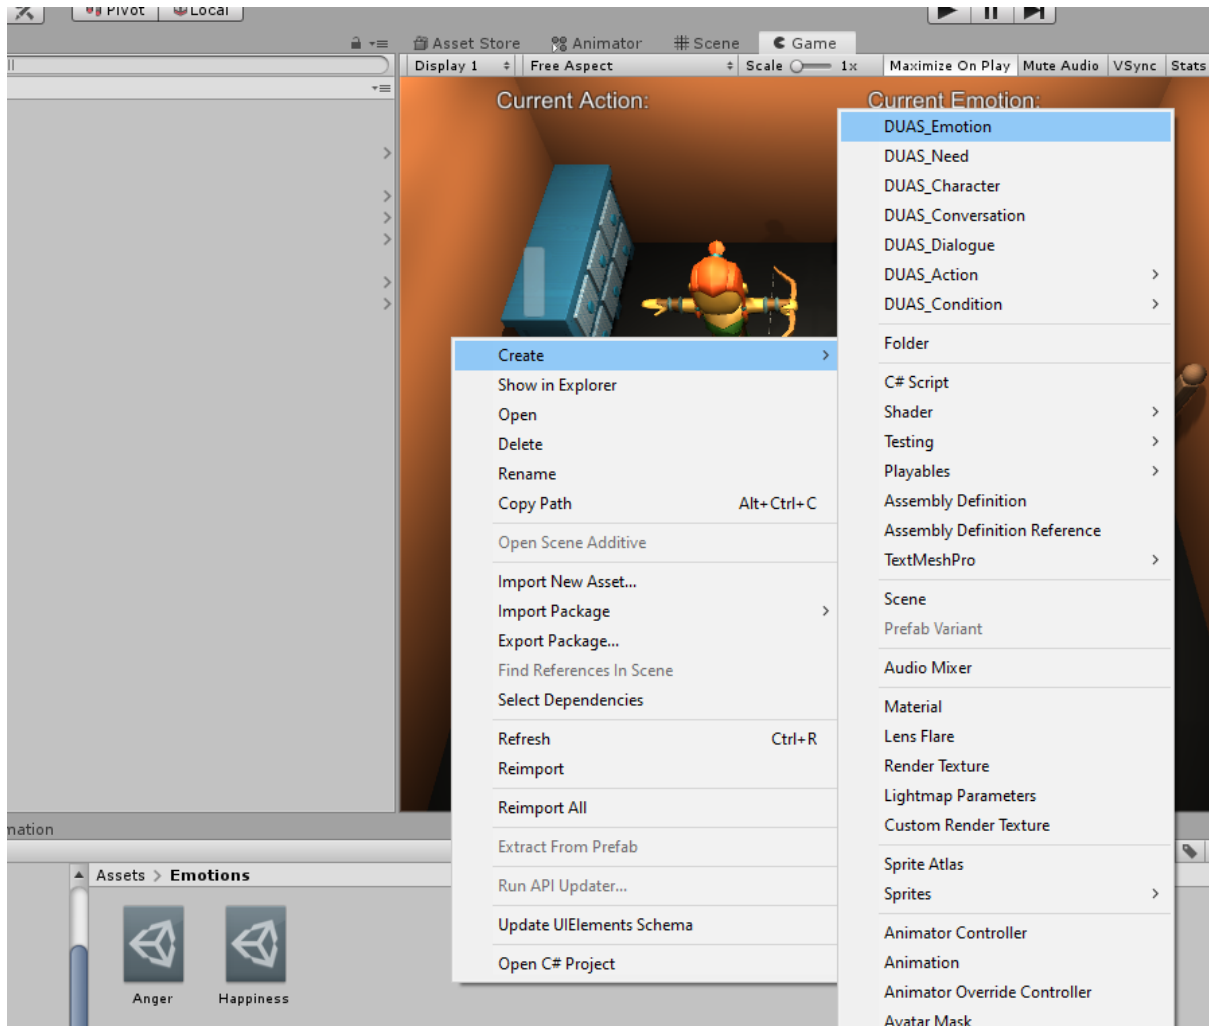 Pivot
Local
Asset Store
Animator
Scene
Game
Display 1
Free Aspect
Scale
1x
Maximize On Play
Mute Audio
VSync
Stats
Current Action:
Current Emotion:
DUAS_Emotion
DUAS_Need
DUAS_Character
DUAS_Conversation
DUAS_Dialogue
DUAS_Action
DUAS_Condition
Folder
C# Script
Shader
Testing
Playables
Assembly Definition
Assembly Definition Reference
TextMeshPro
Scene
Prefab Variant
Audio Mixer
Material
Lens Flare
Render Texture
Lightmap Parameters
Custom Render Texture
Sprite Atlas
Sprites
Animator Controller
Animation
Animator Override Controller
Avatar Mask
Create
Show in Explorer
Open
Delete
Rename
Copy Path Alt+Ctrl+C
Open Scene Additive
Import New Asset...
Import Package
Export Package...
Find References In Scene
Select Dependencies
Refresh Ctrl+R
Reimport
Reimport All
Extract From Prefab
Run API Updater...
Update UIElements Schema
Open C# Project
mation
Assets > Emotions
Anger
Happiness